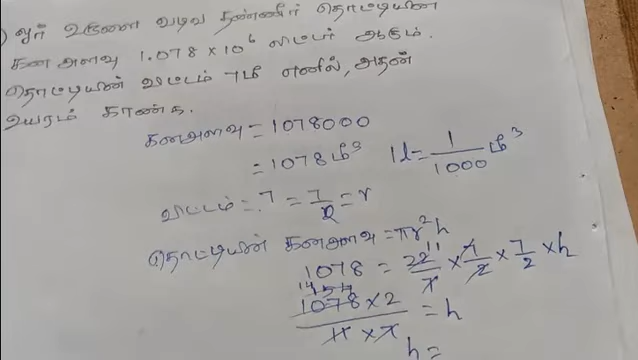 ஓர் உருளை வடிவ தண்ணீர் தொட்டியின்
கன அளவு 1.078 × 10⁶ லிட்டர் ஆகும்.
தொட்டியின் விட்டம் 7மீ எனில், அதன்
உயரம் காண்க.
கனஅளவு = 1078000
= 1078 மீ³ 1l = 1/1000 மீ³
விட்டம் = 7 = 7/2 = r
தொட்டியின் கனஅளவு = πr²h
1078 = 22/7 × 7/2 × 7/2 × h
1078 × 2 / 11 × 7 = h
h =